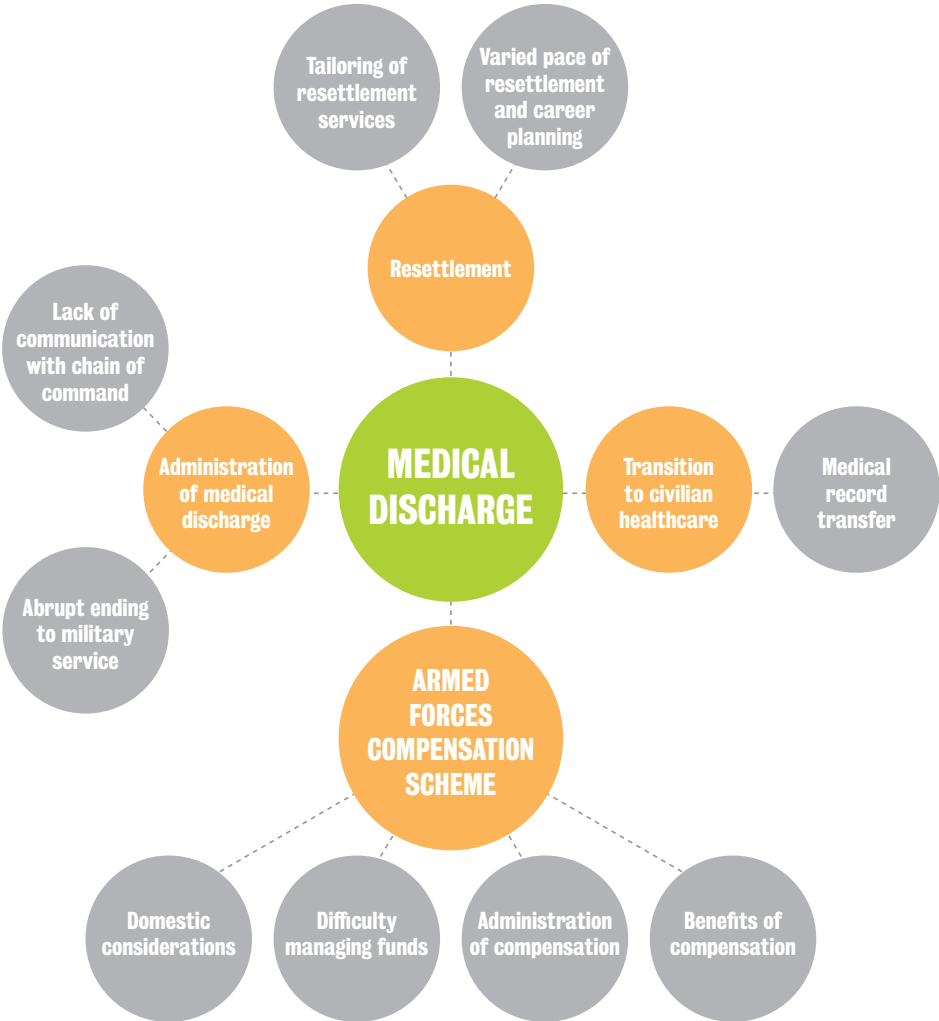 Tailoring of
resettlement
services
Varied pace of
resettlement
and career
planning
Resettlement
Lack of
communication
with chain of
command
Administration
of medical
discharge
MEDICAL
DISCHARGE
Transition
to civilian
healthcare
Medical
record
transfer
Abrupt ending
to military
service
ARMED
FORCES
COMPENSATION
SCHEME
Domestic
considerations
Difficulty
managing funds
Administration
of compensation
Benefits of
compensation